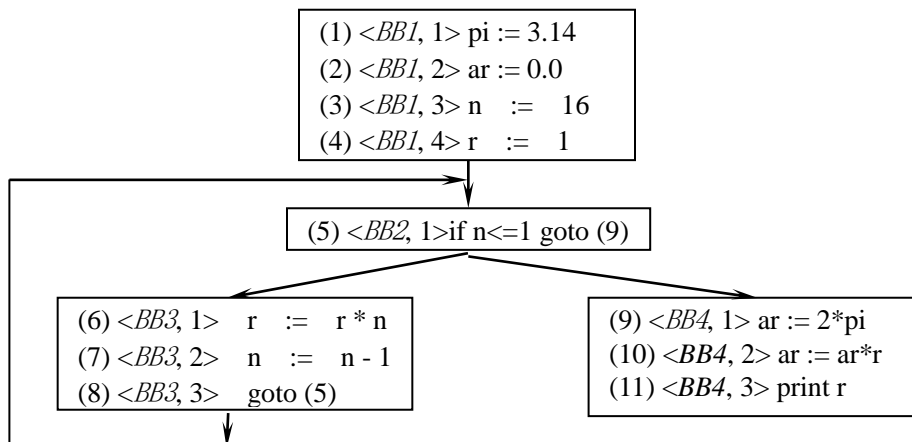 (1) <BB1, 1> pi := 3.14
(2) <BB1, 2> ar := 0.0
(3) <BB1, 3> n := 16
(4) <BB1, 4> r := 1
(5) <BB2, 1>if n<=1 goto (9)
(6) <BB3, 1> r := r * n
(7) <BB3, 2> n := n - 1
(8) <BB3, 3> goto (5)
(9) <BB4, 1> ar := 2*pi
(10) <BB4, 2> ar := ar*r
(11) <BB4, 3> print r